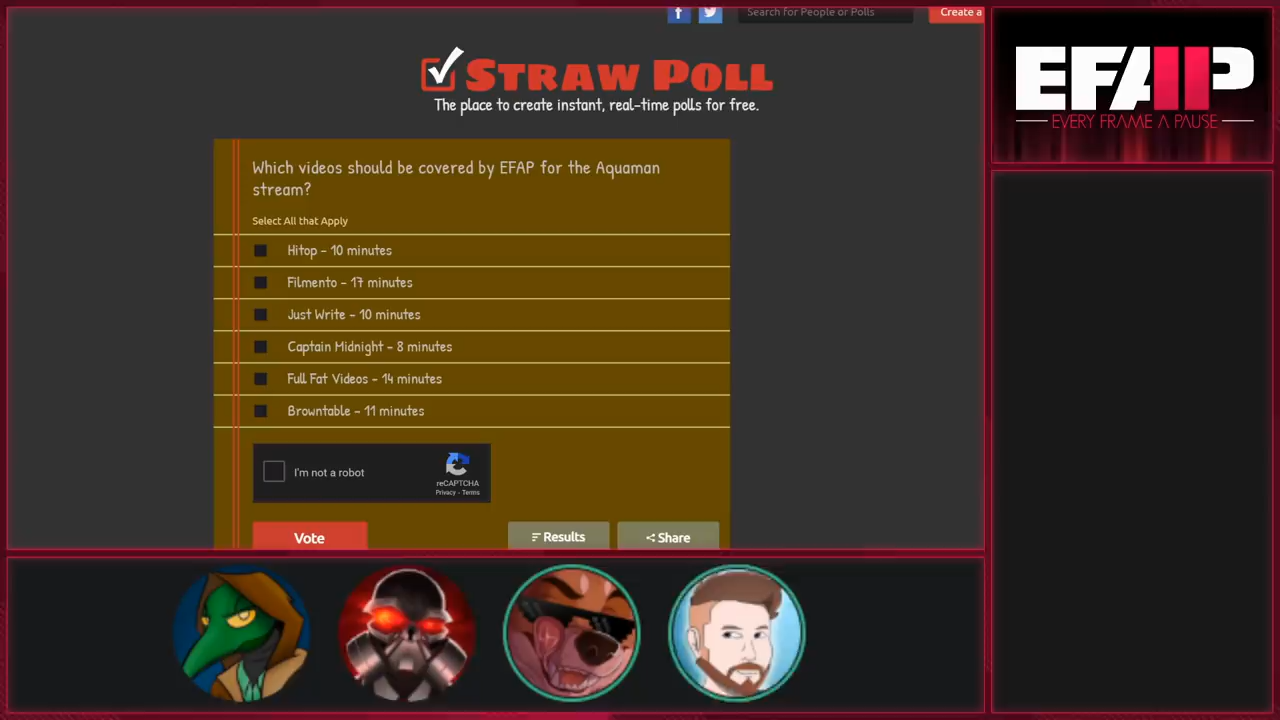 f
Search for People or Polls
Create a
STRAW POLL
The place to create instant, real-time polls for free.
Which videos should be covered by EFAP for the Aquaman
stream?
Select All that Apply
Hitop - 10 minutes
Filmento - 17 minutes
Just Write - 10 minutes
Captain Midnight - 8 minutes
Full Fat Videos - 14 minutes
Browntable - 11 minutes
I'm not a robot
reCAPTCHA
Privacy - Terms
Vote
Results
Share
EFAP
EVERY FRAME A PAUSE